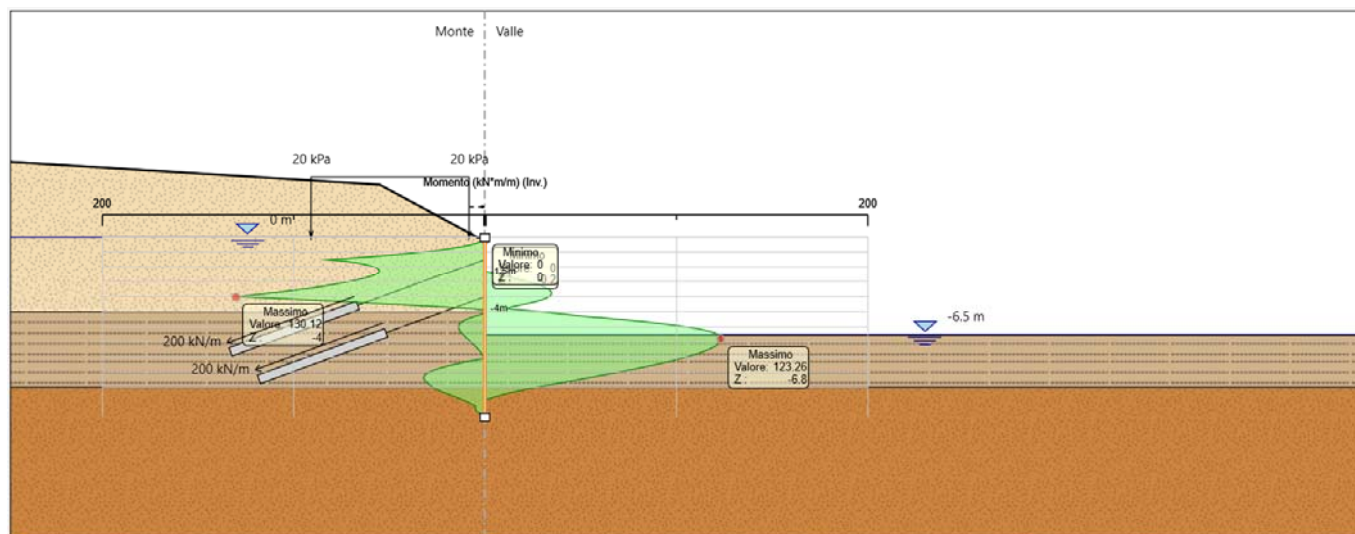 Monte
Valle
20 kPa
20 kPa
Momento (kN*m/m) (Inv.)
200
200
0 m
Minimo
Valore: 0
Z : 0
-4m
Massimo
Valore: 130.12
Z : -4
200 kN/m
200 kN/m
-6.5 m
Massimo
Valore: 123.26
Z : -6.8